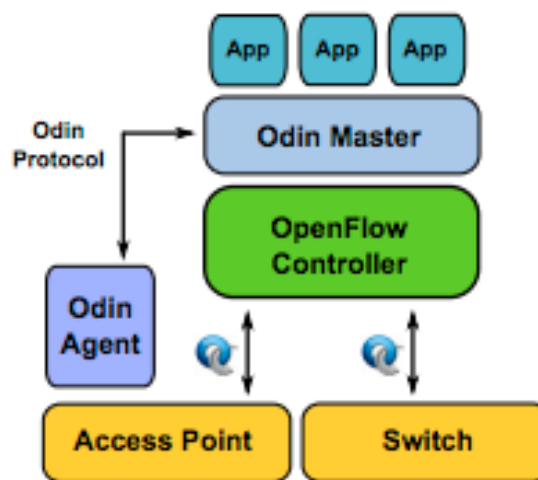 App App App
Odin Master
Odin
Protocol
OpenFlow
Controller
Odin
Agent
Access Point
Switch